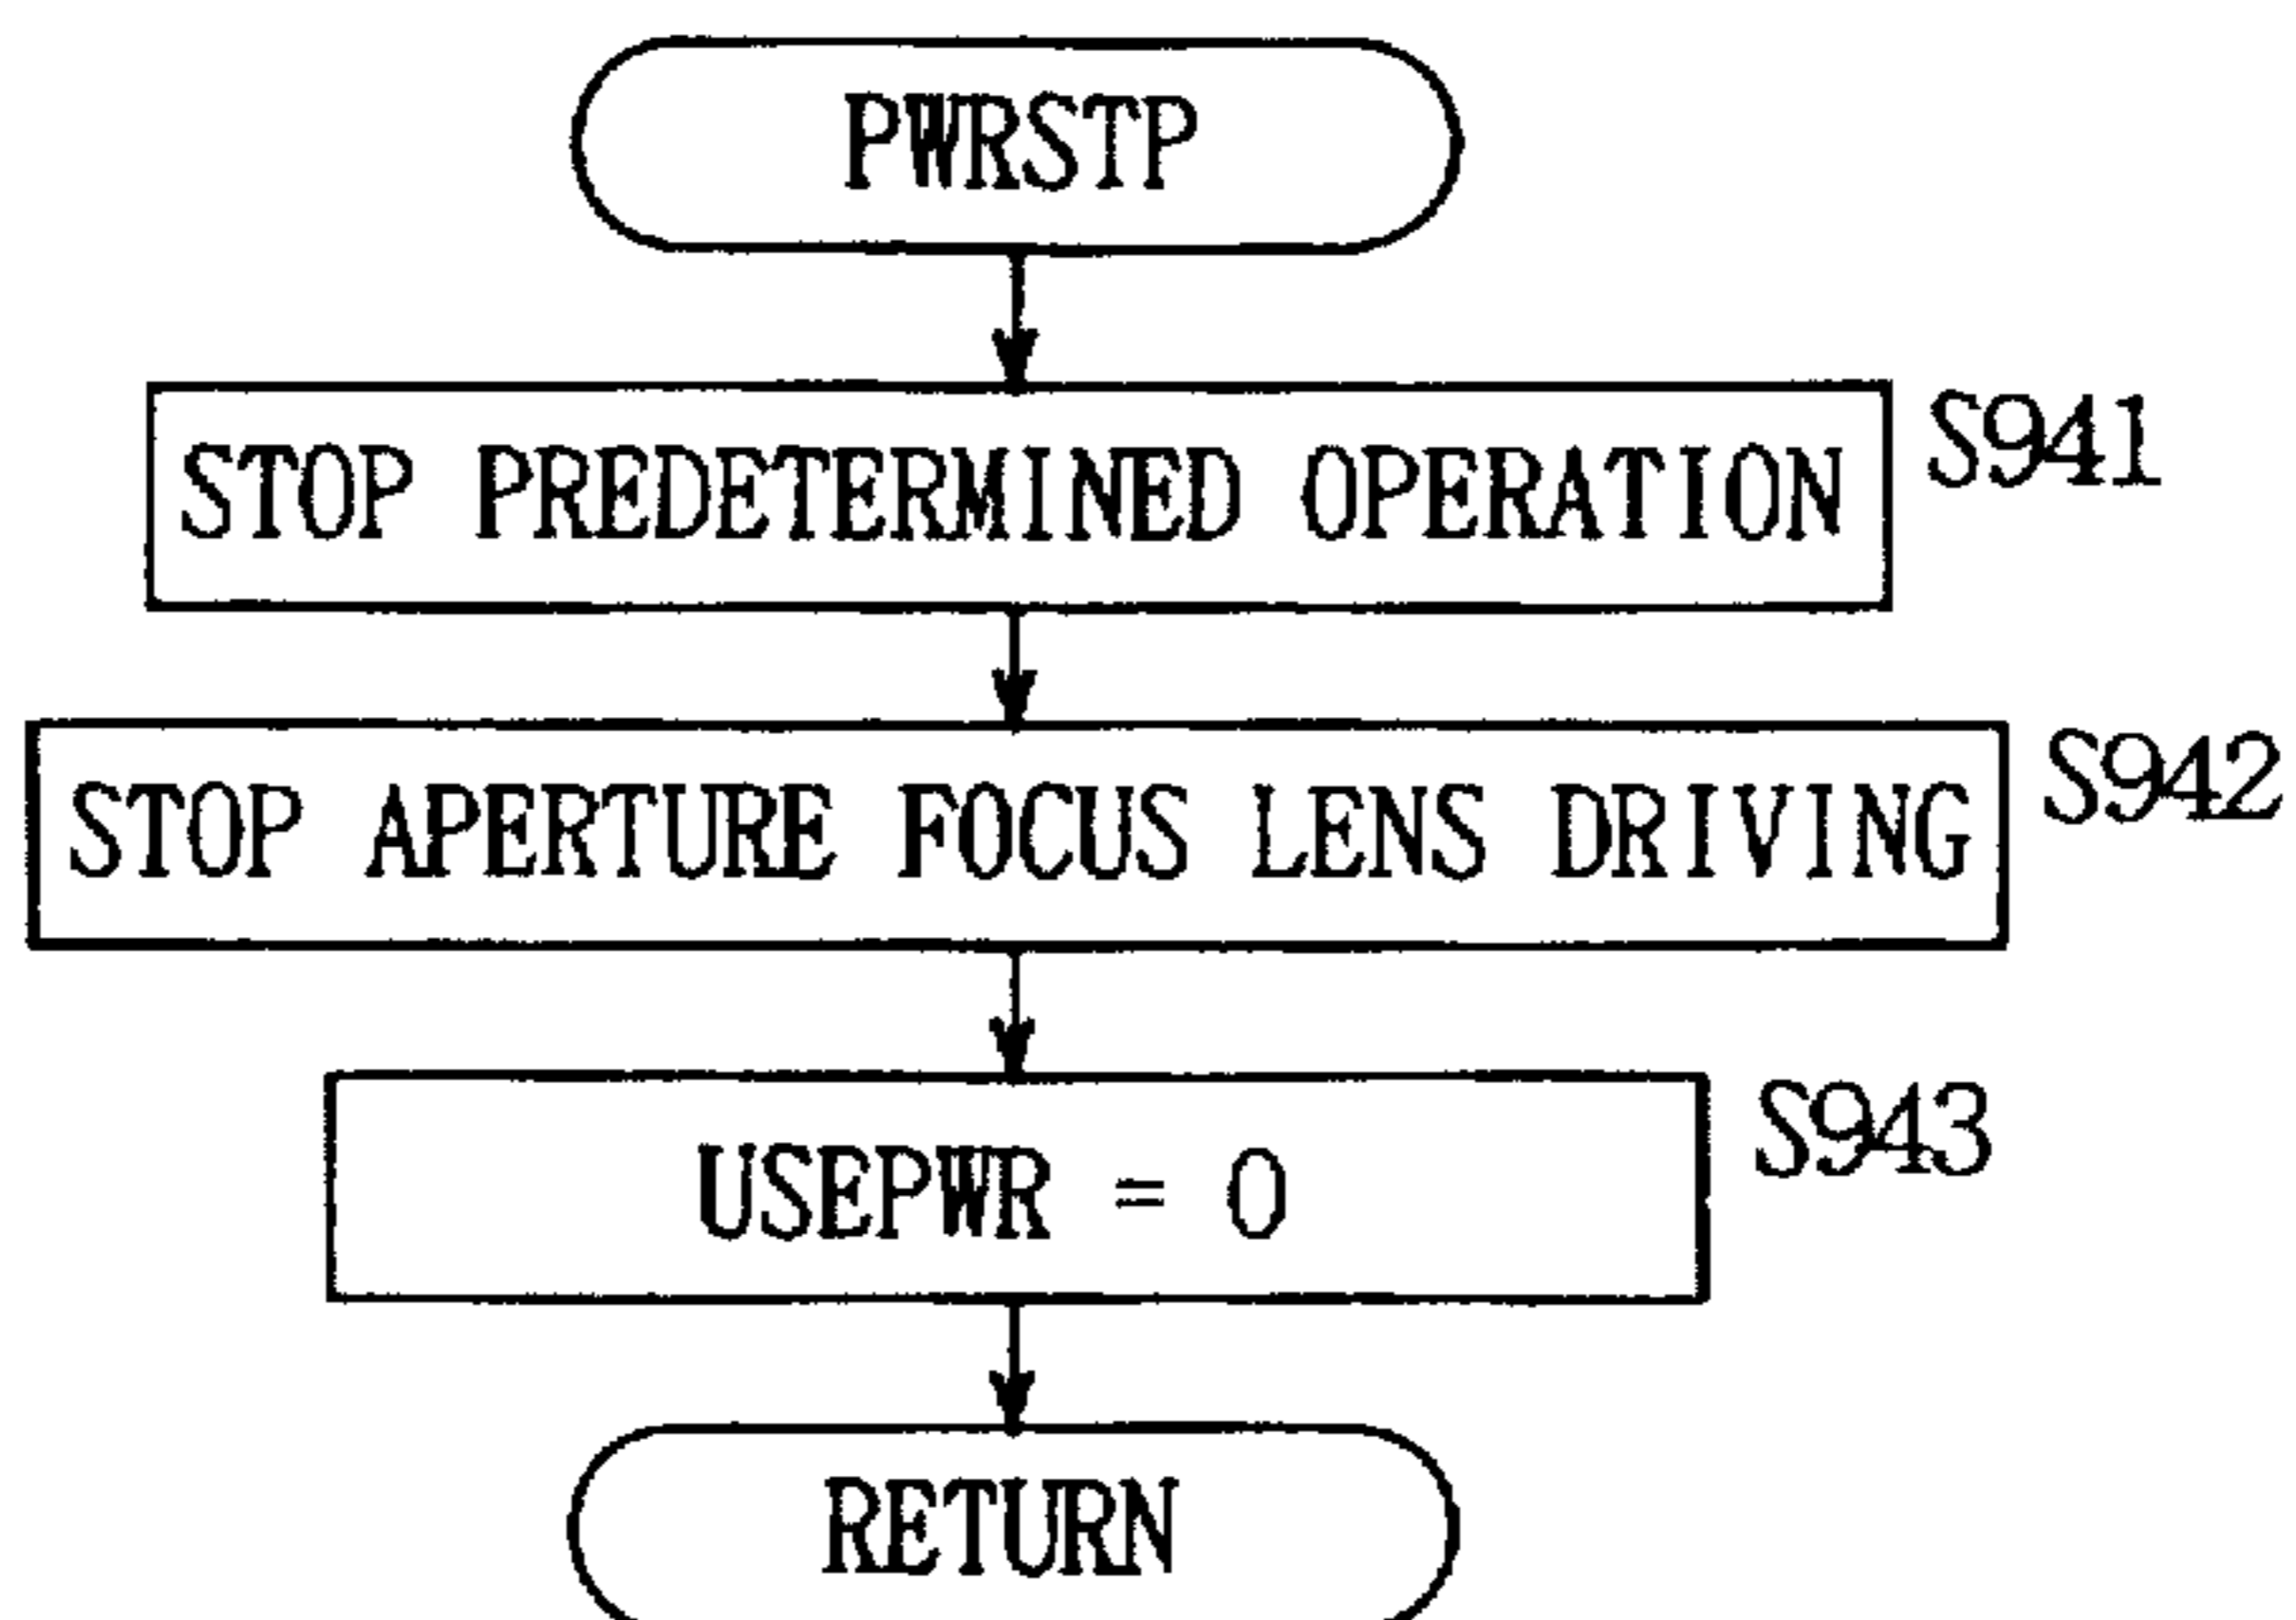 PWRSTP
STOP PREDETERMINED OPERATION
S941
STOP APERTURE FOCUS LENS DRIVING
S942
USEPWR = 0
S943
RETURN